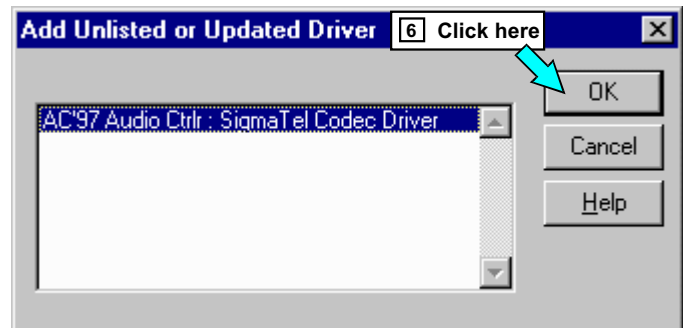 Add Unlisted or Updated Driver
6 Click here
AC'97 Audio Ctrlr : SigmaTel Codec Driver
OK
Cancel
Help